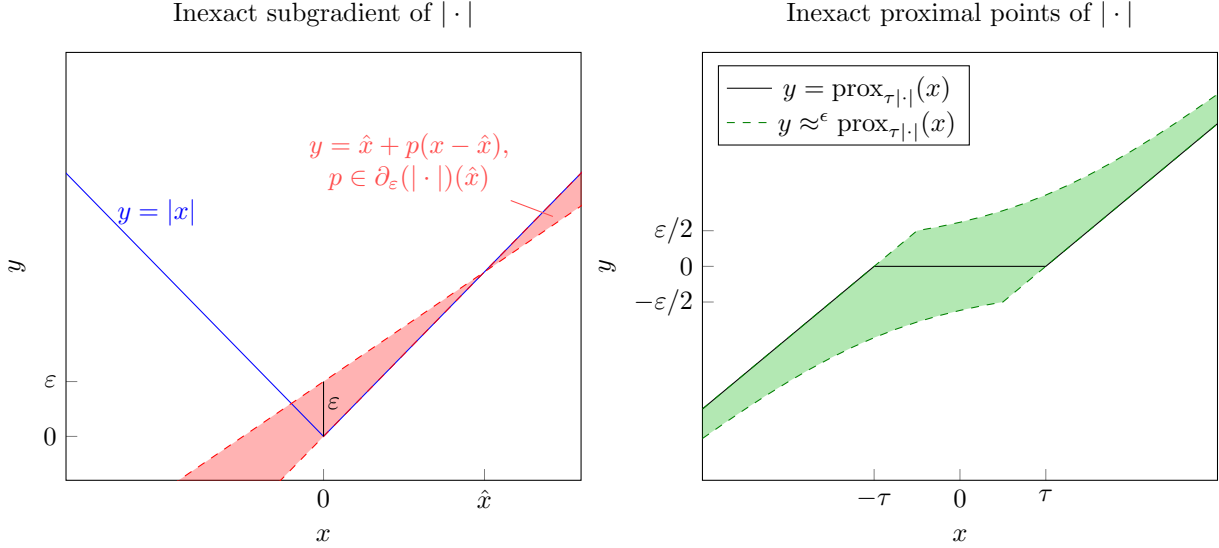 Inexact subgradient of | · |
y = x̂ + p(x − x̂),
p ∈ ∂_ε(| · |)(x̂)
y = |x|
y
ε
0
ε
0
x̂
x
Inexact proximal points of | · |
y = prox_{τ|·|}(x)
y ≈^ϵ prox_{τ|·|}(x)
y
ε/2
0
−ε/2
−τ
0
τ
x